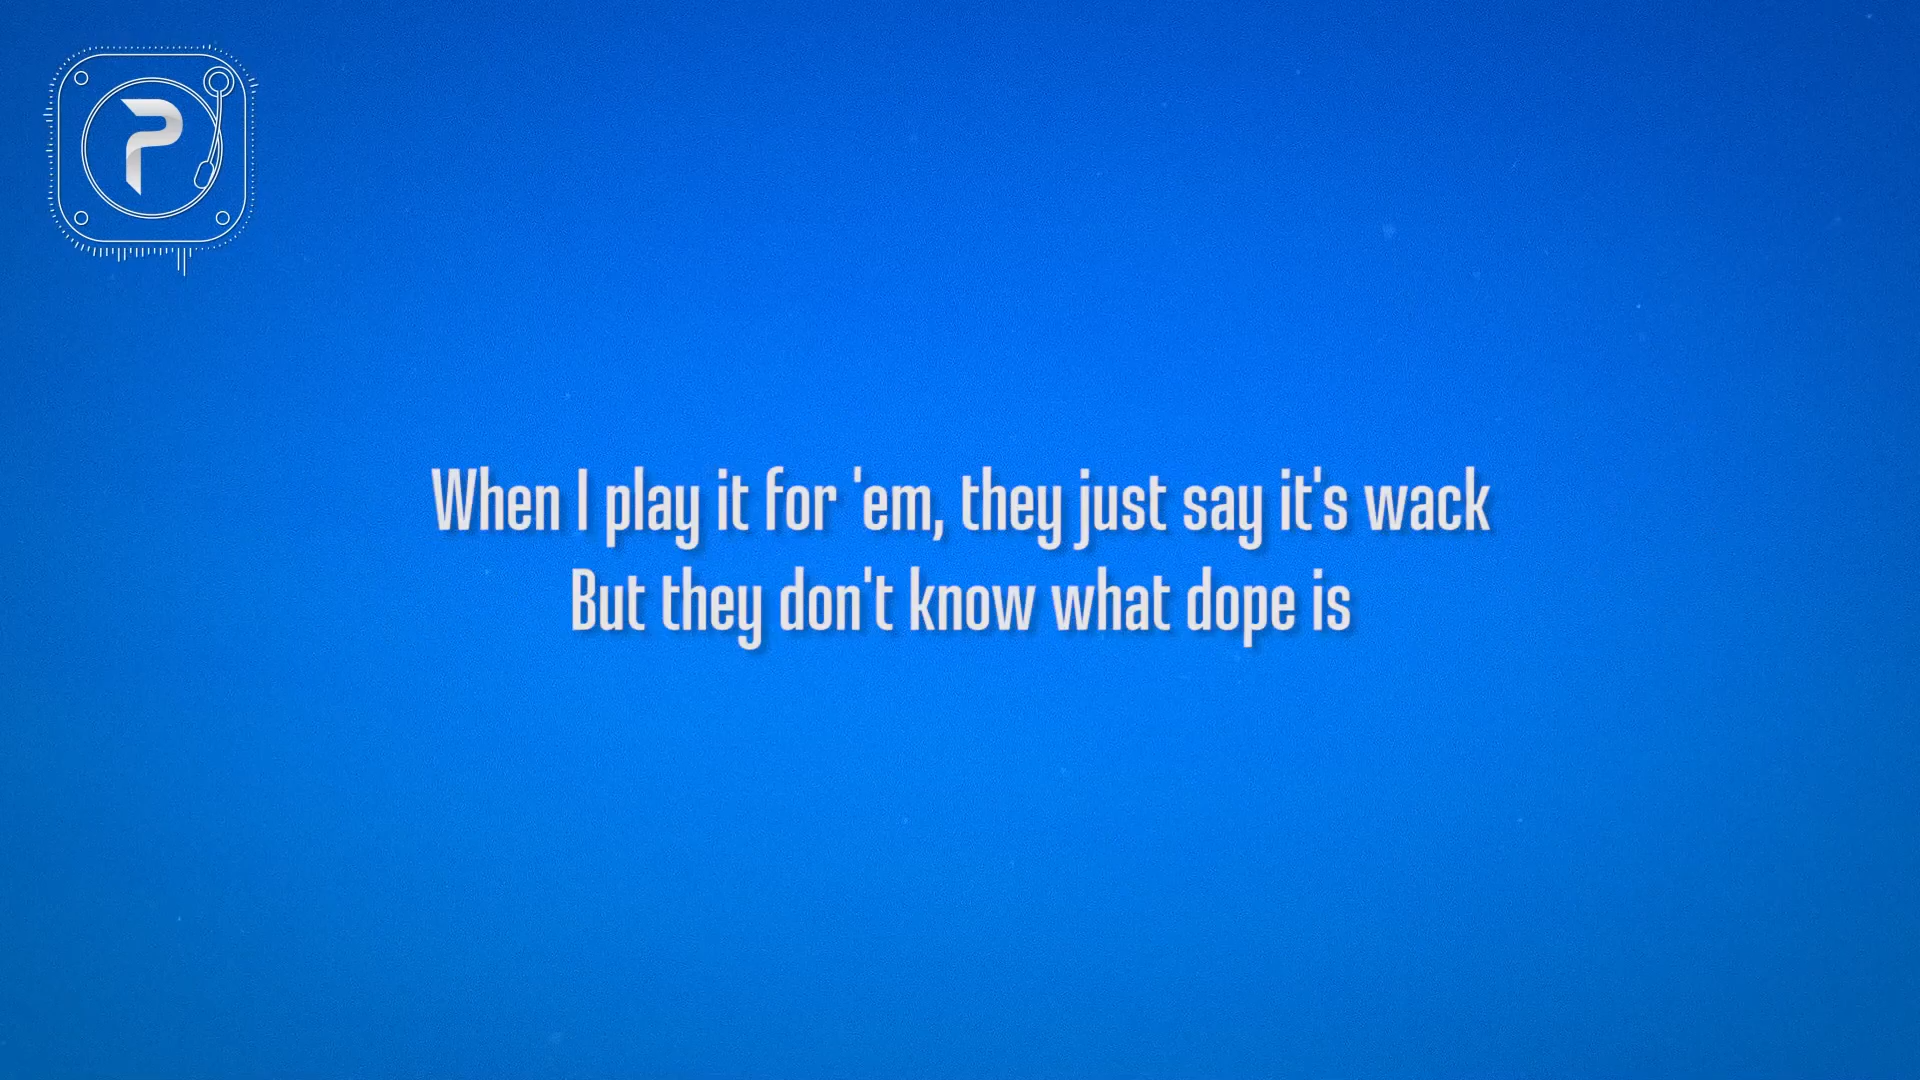 P
When I play it for 'em, they just say it's wack
But they don't know what dope is